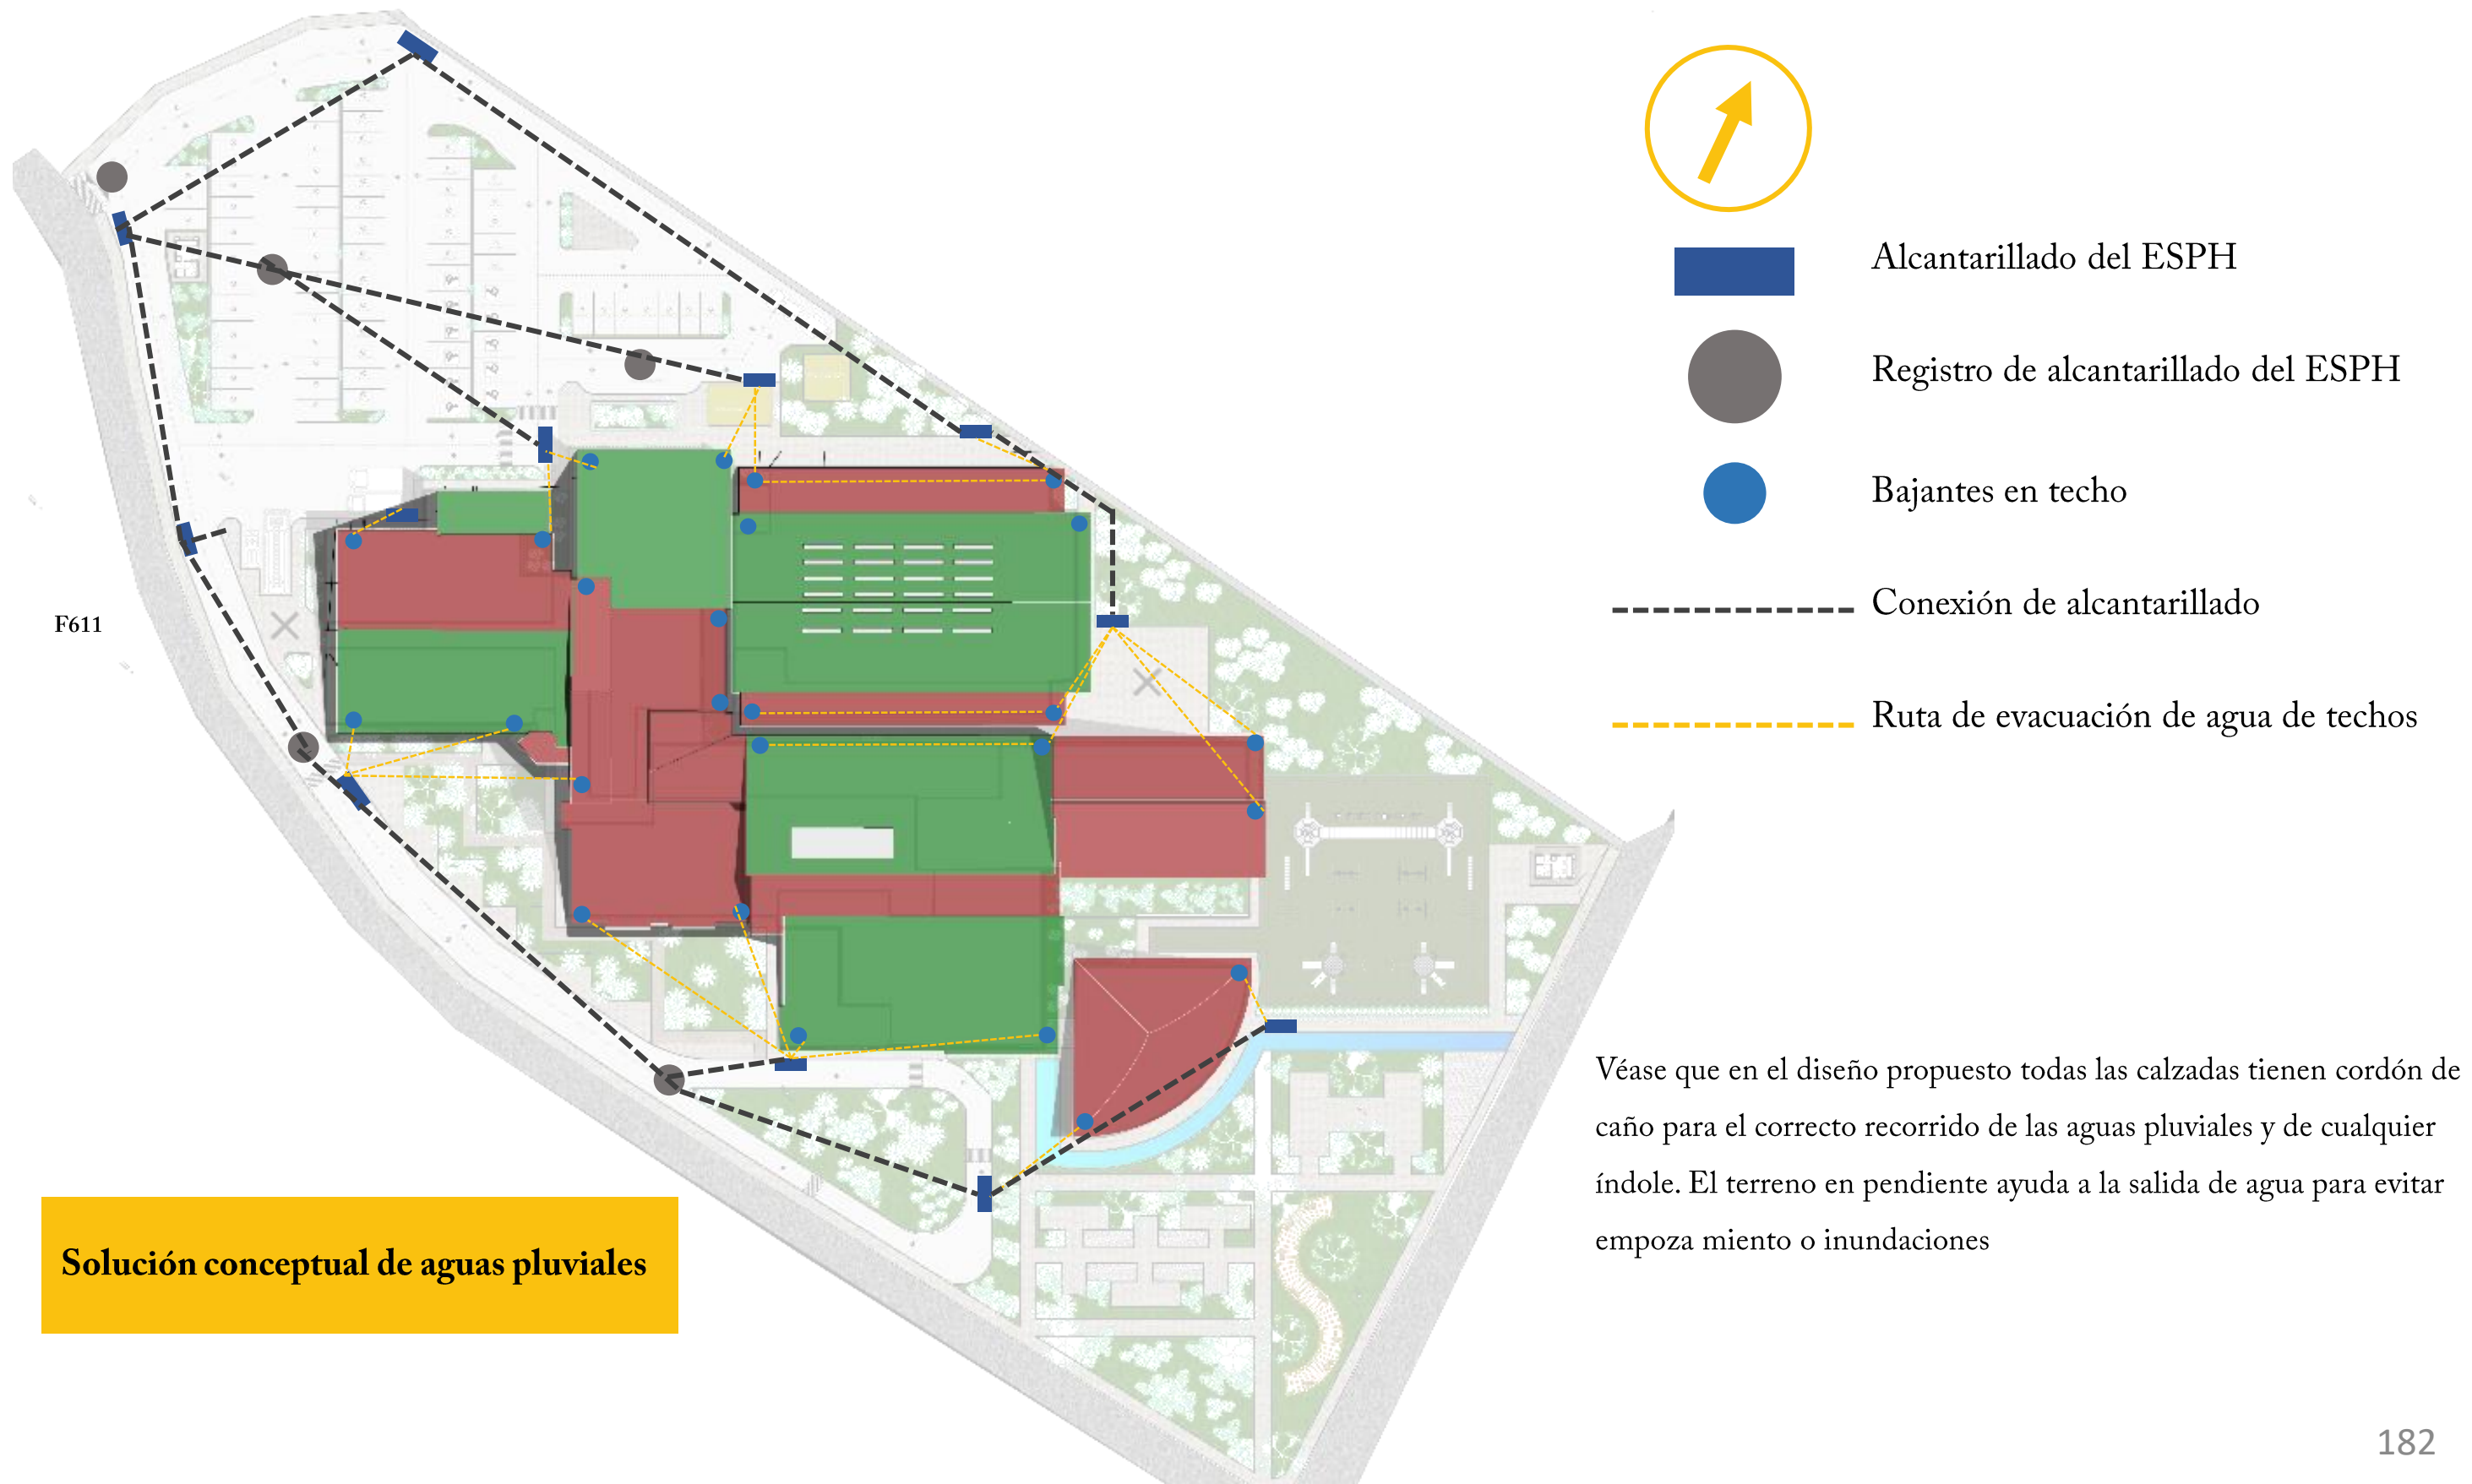 Alcantarillado del ESPH
Registro de alcantarillado del ESPH
Bajantes en techo
Conexión de alcantarillado
Ruta de evacuación de agua de techos
F611
Véase que en el diseño propuesto todas las calzadas tienen cordón de
caño para el correcto recorrido de las aguas pluviales y de cualquier
índole. El terreno en pendiente ayuda a la salida de agua para evitar
empoza miento o inundaciones
Solución conceptual de aguas pluviales
182